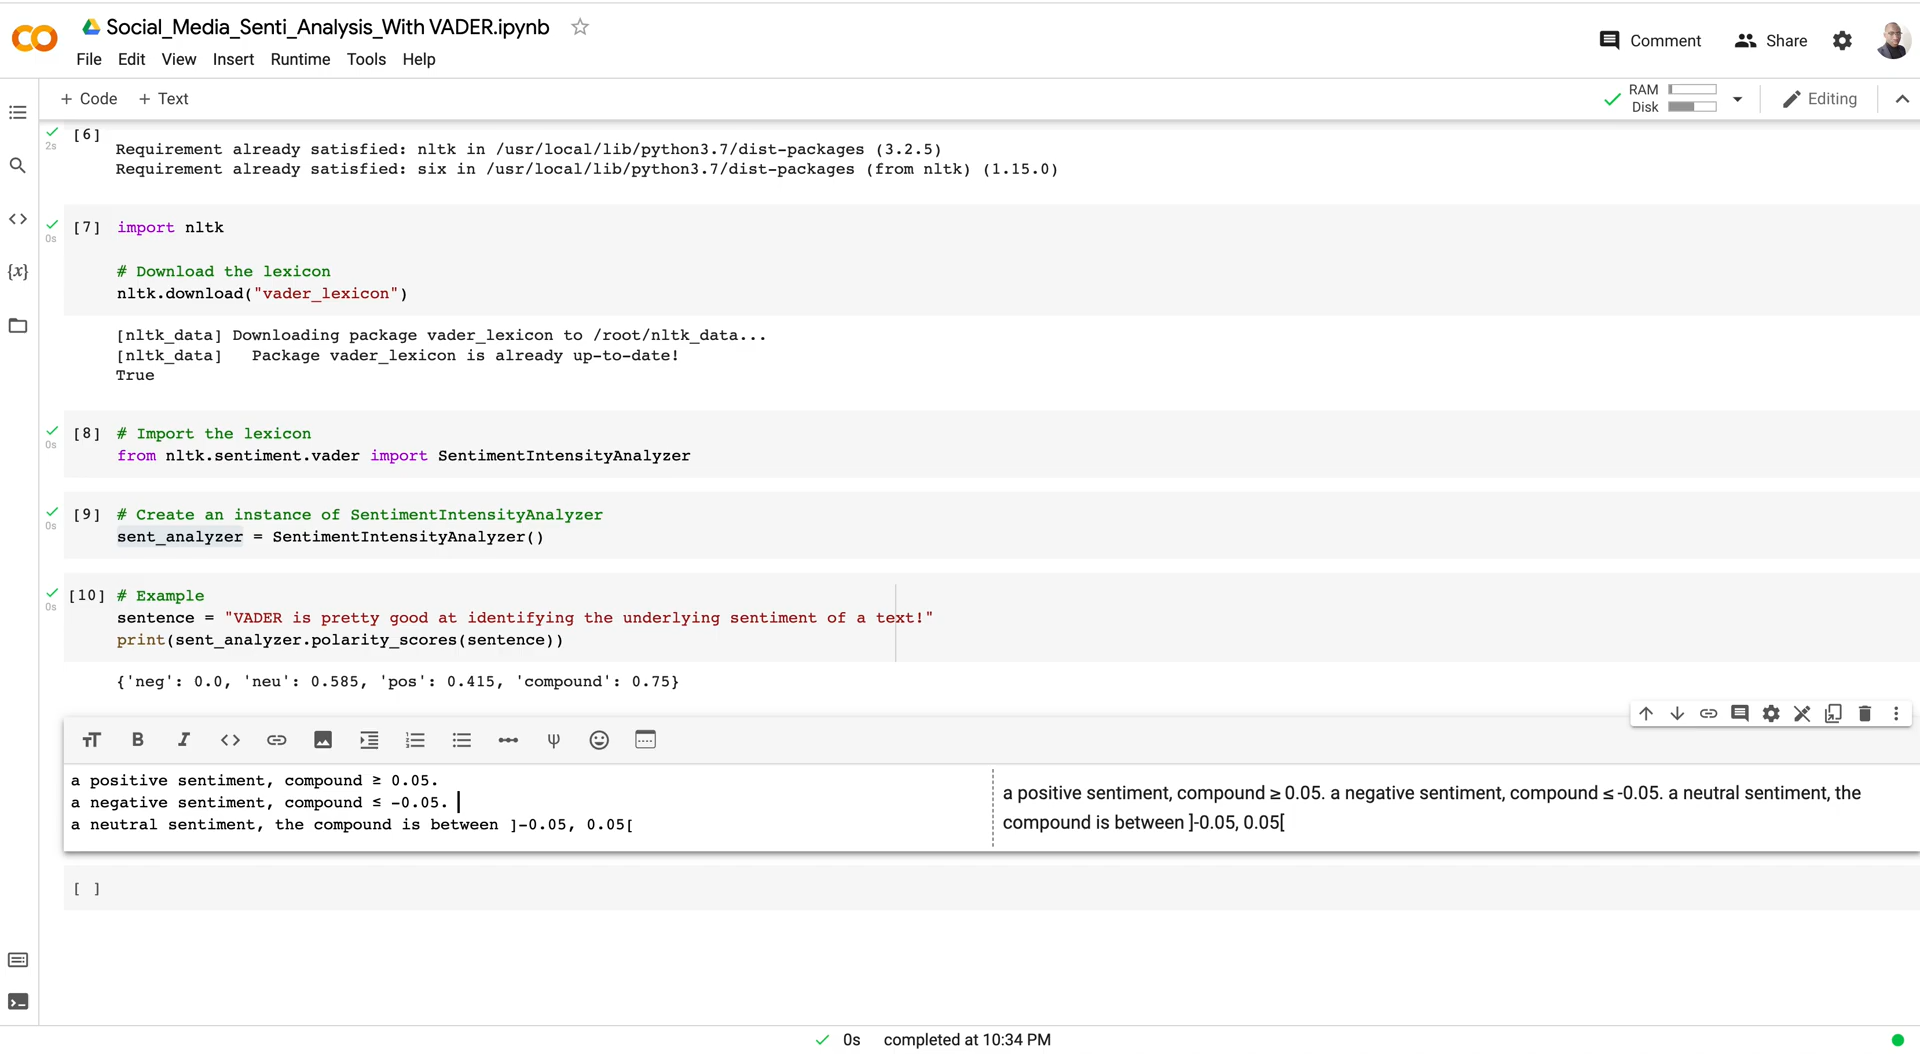 Social_Media_Senti_Analysis_With VADER.ipynb
File Edit View Insert Runtime Tools Help
Comment Share
+ Code + Text
RAM
Disk
Editing
[6]
2s
Requirement already satisfied: nltk in /usr/local/lib/python3.7/dist-packages (3.2.5)
Requirement already satisfied: six in /usr/local/lib/python3.7/dist-packages (from nltk) (1.15.0)
[7] import nltk
0s
# Download the lexicon
nltk.download("vader_lexicon")
[nltk_data] Downloading package vader_lexicon to /root/nltk_data...
[nltk_data]   Package vader_lexicon is already up-to-date!
True
[8] # Import the lexicon
0s
from nltk.sentiment.vader import SentimentIntensityAnalyzer
[9] # Create an instance of SentimentIntensityAnalyzer
0s
sent_analyzer = SentimentIntensityAnalyzer()
[10] # Example
0s
sentence = "VADER is pretty good at identifying the underlying sentiment of a text!"
print(sent_analyzer.polarity_scores(sentence))
{'neg': 0.0, 'neu': 0.585, 'pos': 0.415, 'compound': 0.75}
a positive sentiment, compound ≥ 0.05.
a negative sentiment, compound ≤ -0.05.
a neutral sentiment, the compound is between ]-0.05, 0.05[
a positive sentiment, compound ≥ 0.05. a negative sentiment, compound ≤ -0.05. a neutral sentiment, the
compound is between ]-0.05, 0.05[
[ ]
0s completed at 10:34 PM